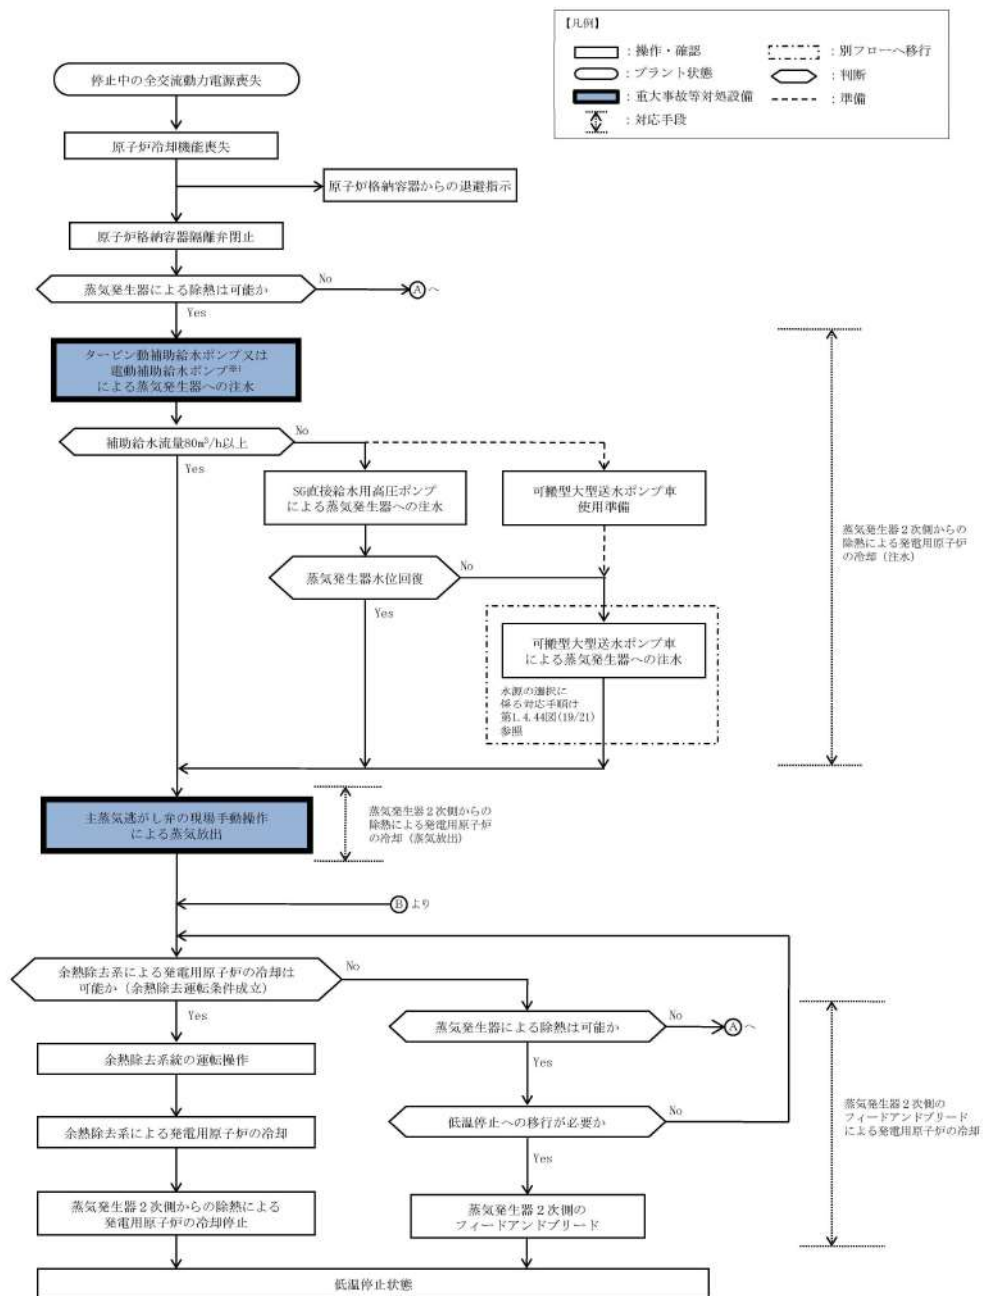 【凡例】
：操作・確認
：別フローへ移行
：プラント状態
：判断
：重大事故等対処設備
：準備
：対応手段
停止中の全交流動力電源喪失
原子炉冷却機能喪失
原子炉格納容器からの退避指示
原子炉格納容器隔離弁閉止
蒸気発生器による除熱は可能か
No
Ⓐへ
Yes
タービン動補助給水ポンプ又は
電動補助給水ポンプ※1
による蒸気発生器への注水
補助給水流量80m³/h以上
No
Yes
SG直接給水用高圧ポンプ
による蒸気発生器への注水
可搬型大型送水ポンプ車
使用準備
蒸気発生器2次側からの
除熱による発電用原子炉
の冷却（注水）
蒸気発生器水位回復
No
Yes
可搬型大型送水ポンプ車
による蒸気発生器への注水
水源の選択に
係る対応手順は
第1.4.44図(19/21)
参照
主蒸気逃がし弁の現場手動操作
による蒸気放出
蒸気発生器2次側からの
除熱による発電用原子炉
の冷却（蒸気放出）
Ⓑより
余熱除去系による発電用原子炉の冷却は
可能か（余熱除去運転条件成立）
No
Yes
蒸気発生器による除熱は可能か
No
Ⓐへ
Yes
余熱除去系統の運転操作
低温停止への移行が必要か
No
Yes
蒸気発生器2次側の
フィードアンドブリード
による発電用原子炉の冷却
余熱除去系による発電用原子炉の冷却
蒸気発生器2次側からの除熱による
発電用原子炉の冷却停止
蒸気発生器2次側の
フィードアンドブリード
低温停止状態